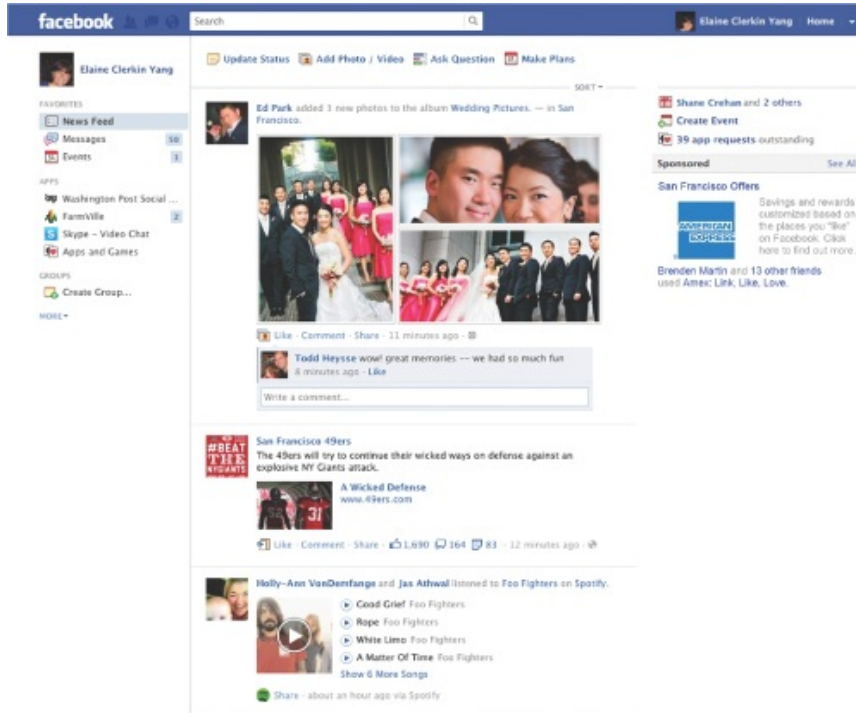 facebook
Search
Elaine Clerkin Yang
Home
Elaine Clerkin Yang
FAVORITES
News Feed
Messages 50
Events 1
APPS
Washington Post Social ...
FarmVille 2
Skype – Video Chat
Apps and Games
GROUPS
Create Group...
MORE
Update Status Add Photo / Video Ask Question Make Plans
SORT
Ed Park added 3 new photos to the album Wedding Pictures. — in San
Francisco.
Like · Comment · Share · 11 minutes ago ·
Todd Heysse wow! great memories -- we had so much fun
8 minutes ago · Like
Write a comment...
#BEAT
THE
NYGIANTS
San Francisco 49ers
The 49ers will try to continue their wicked ways on defense against an
explosive NY Giants attack.
52
31
A Wicked Defense
www.49ers.com
Like · Comment · Share · 1,690 164 83 · 12 minutes ago ·
Holly-Ann VonDemfange and Jas Athwal listened to Foo Fighters on Spotify.
Good Grief Foo Fighters
Rope Foo Fighters
White Limo Foo Fighters
A Matter Of Time Foo Fighters
Show 6 More Songs
Share · about an hour ago via Spotify
Shane Crehan and 2 others
Create Event
39 app requests outstanding
Sponsored See All
San Francisco Offers
AMERICAN
EXPRESS
Savings and rewards
customized based on
the places you "like"
on Facebook. Click
here to find out more.
Brenden Martin and 13 other friends
used Amex: Link, Like, Love.